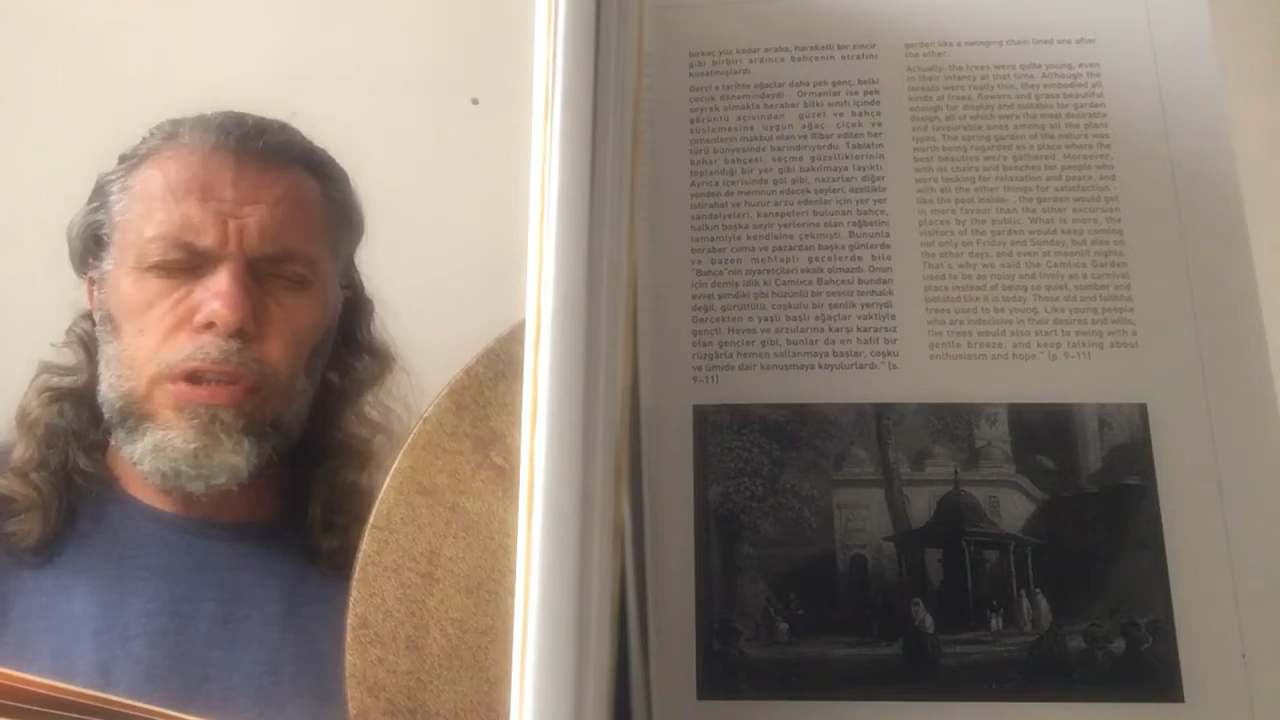 birkaç yüz kadar araba, hareketli bir zincir
gibi birbiri ardınca bahçenin etrafını
kuşatmışlardı.
Gerçi o tarihte ağaçlar daha pek genç, belki
çocuk dönemindeydi. Ormanlar ise pek
seyrek olmakla beraber bitki sınıfı içinde
görüntü açısından güzel ve bahçe
süslemesine uygun ağaç, çiçek ve
çimenlerin makbul olan ve itibar edilen her
türü bünyesinde barındırıyordu. Tabiatın
bahar bahçesi, seçme güzelliklerinin
toplandığı bir yer gibi bakılmaya layıktı.
Ayrıca içerisinde göl gibi, nazarları diğer
yönden de memnun edecek şeyleri, özellikle
istirahat ve huzur arzu edenler için yer yer
sandalyeleri, kanepeleri bulunan bahçe,
halkın başka seyir yerlerine olan rağbetini
tamamiyle kendisine çekmişti. Bununla
beraber cuma ve pazardan başka günlerde
ve bazen mehtaplı gecelerde bile
"Bahçe"nin ziyaretçileri eksik olmazdı. Onun
için demiş idik ki Çamlıca Bahçesi bundan
evvel şimdiki gibi hüzünlü bir sessiz tenhalık
değil, gürültülü, coşkulu bir şenlik yeriydi.
Gerçekten o yaşlı başlı ağaçlar vaktiyle
gençti. Heves ve arzularına karşı kararsız
olan gençler gibi, bunlar da en hafif bir
rüzgârla hemen sallanmaya başlar, coşku
ve ümide dair konuşmaya koyulurlardı." (s.
9-11)
garden like a swinging chain lined one after
the other.
Actually, the trees were quite young, even
in their infancy at that time. Although the
forests were really thin, they embodied all
kinds of trees, flowers and grass beautiful
enough for display and suitable for garden
design, all of which were the most desirable
and favourable ones among all the plant
types. The spring garden of the nature was
worth being regarded as a place where the
best beauties were gathered. Moreover,
with its chairs and benches for people who
were looking for relaxation and peace, and
with all the other things for satisfaction -
like the pool inside- , the garden would get
in more favour than the other excursion
places by the public. What is more, the
visitors of the garden would keep coming
not only on Friday and Sunday, but also on
the other days, and even at moonlit nights.
That's why we said the Çamlıca Garden
used to be as noisy and lively as a carnival
place instead of being so quiet, somber and
isolated like it is today. Those old and faithful
trees used to be young. Like young people
who are indecisive in their desires and wills,
the trees would also start to swing with a
gentle breeze, and keep talking about
enthusiasm and hope." (p. 9-11)